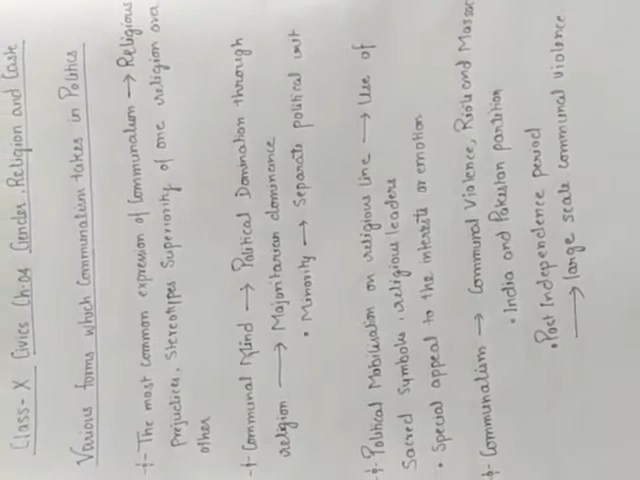 Class- X Civics Ch:04 Gender, Religion and Caste
Various forms which Communalism takes in Politics
The most common expression of Communalism → Religious
Prejudices, Stereotypes Superiority of one religion over
other
Communal Mind → Political Domination through
religion → Majoritarian dominance
• Minority → Separate political unit
Political Mobilisation on religious line → Use of
Sacred Symbols, religious leaders
• Special appeal to the interests or emotion
Communalism → Communal Violence, Riots and Massac
• India and Pakistan partition
• Post Independence period
→ large scale communal violence